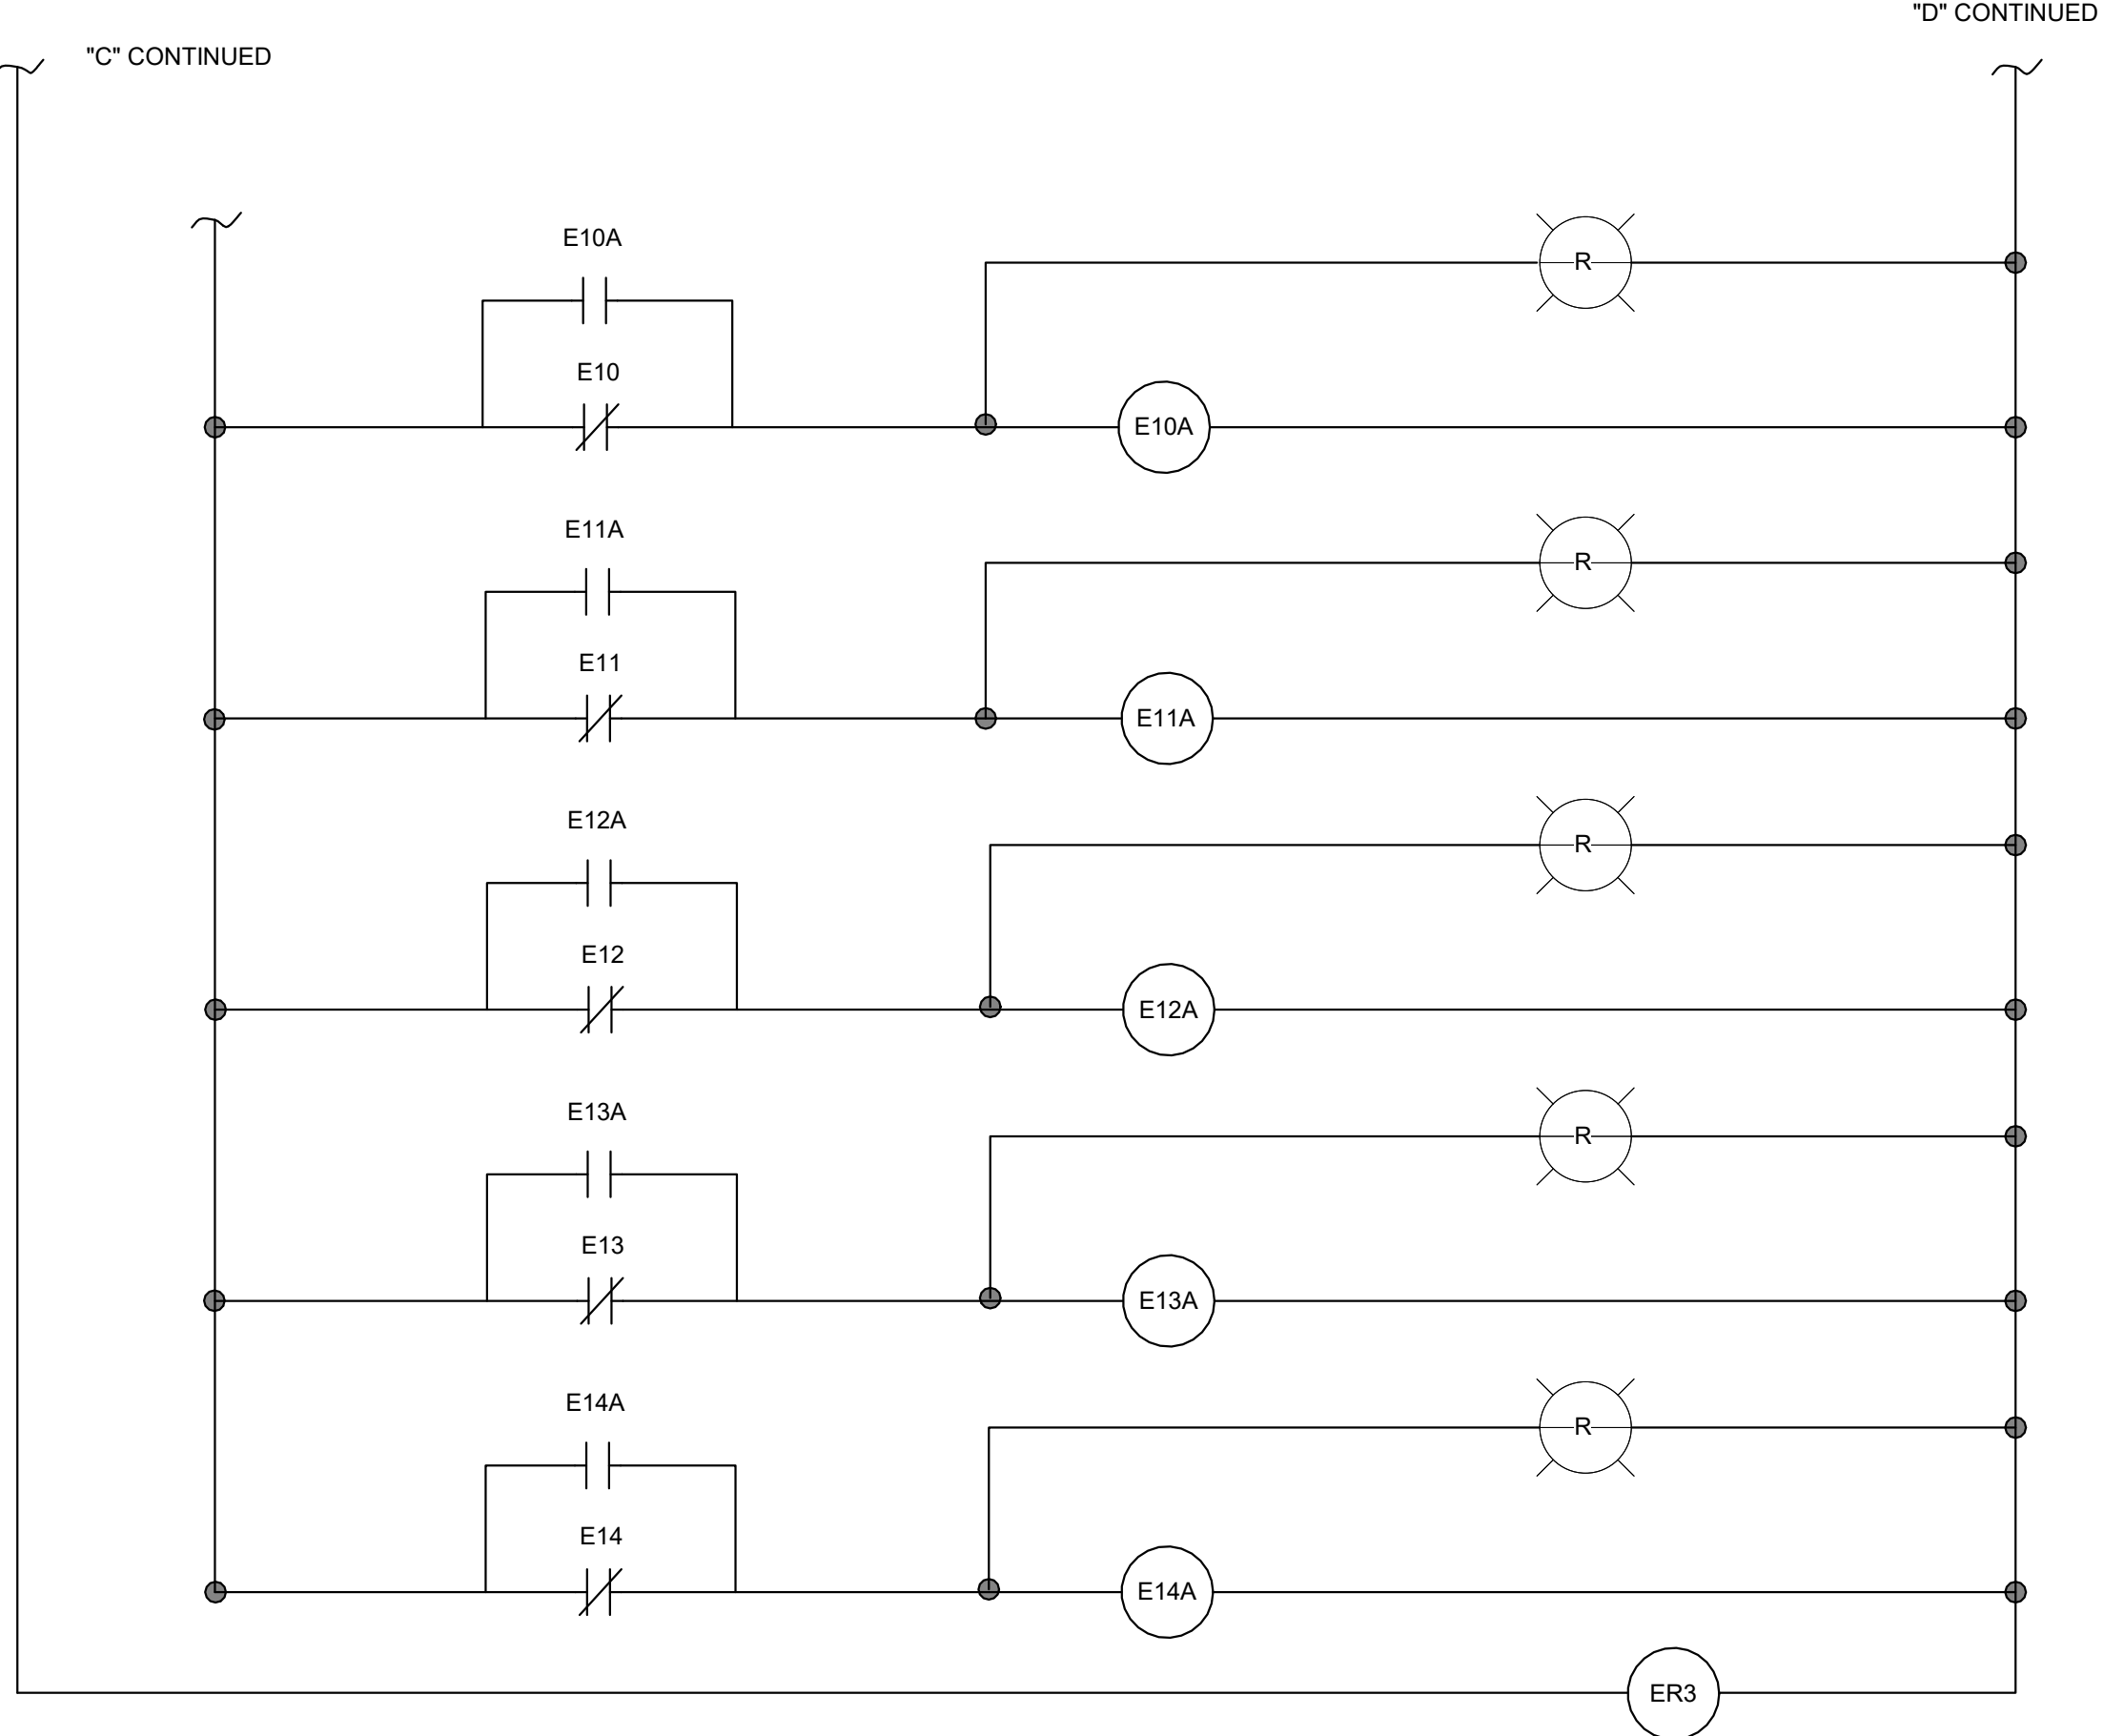 "D" CONTINUED
"C" CONTINUED
E10A
R
E10
E10A
E11A
R
E11
E11A
E12A
R
E12
E12A
E13A
R
E13
E13A
E14A
R
E14
E14A
ER3